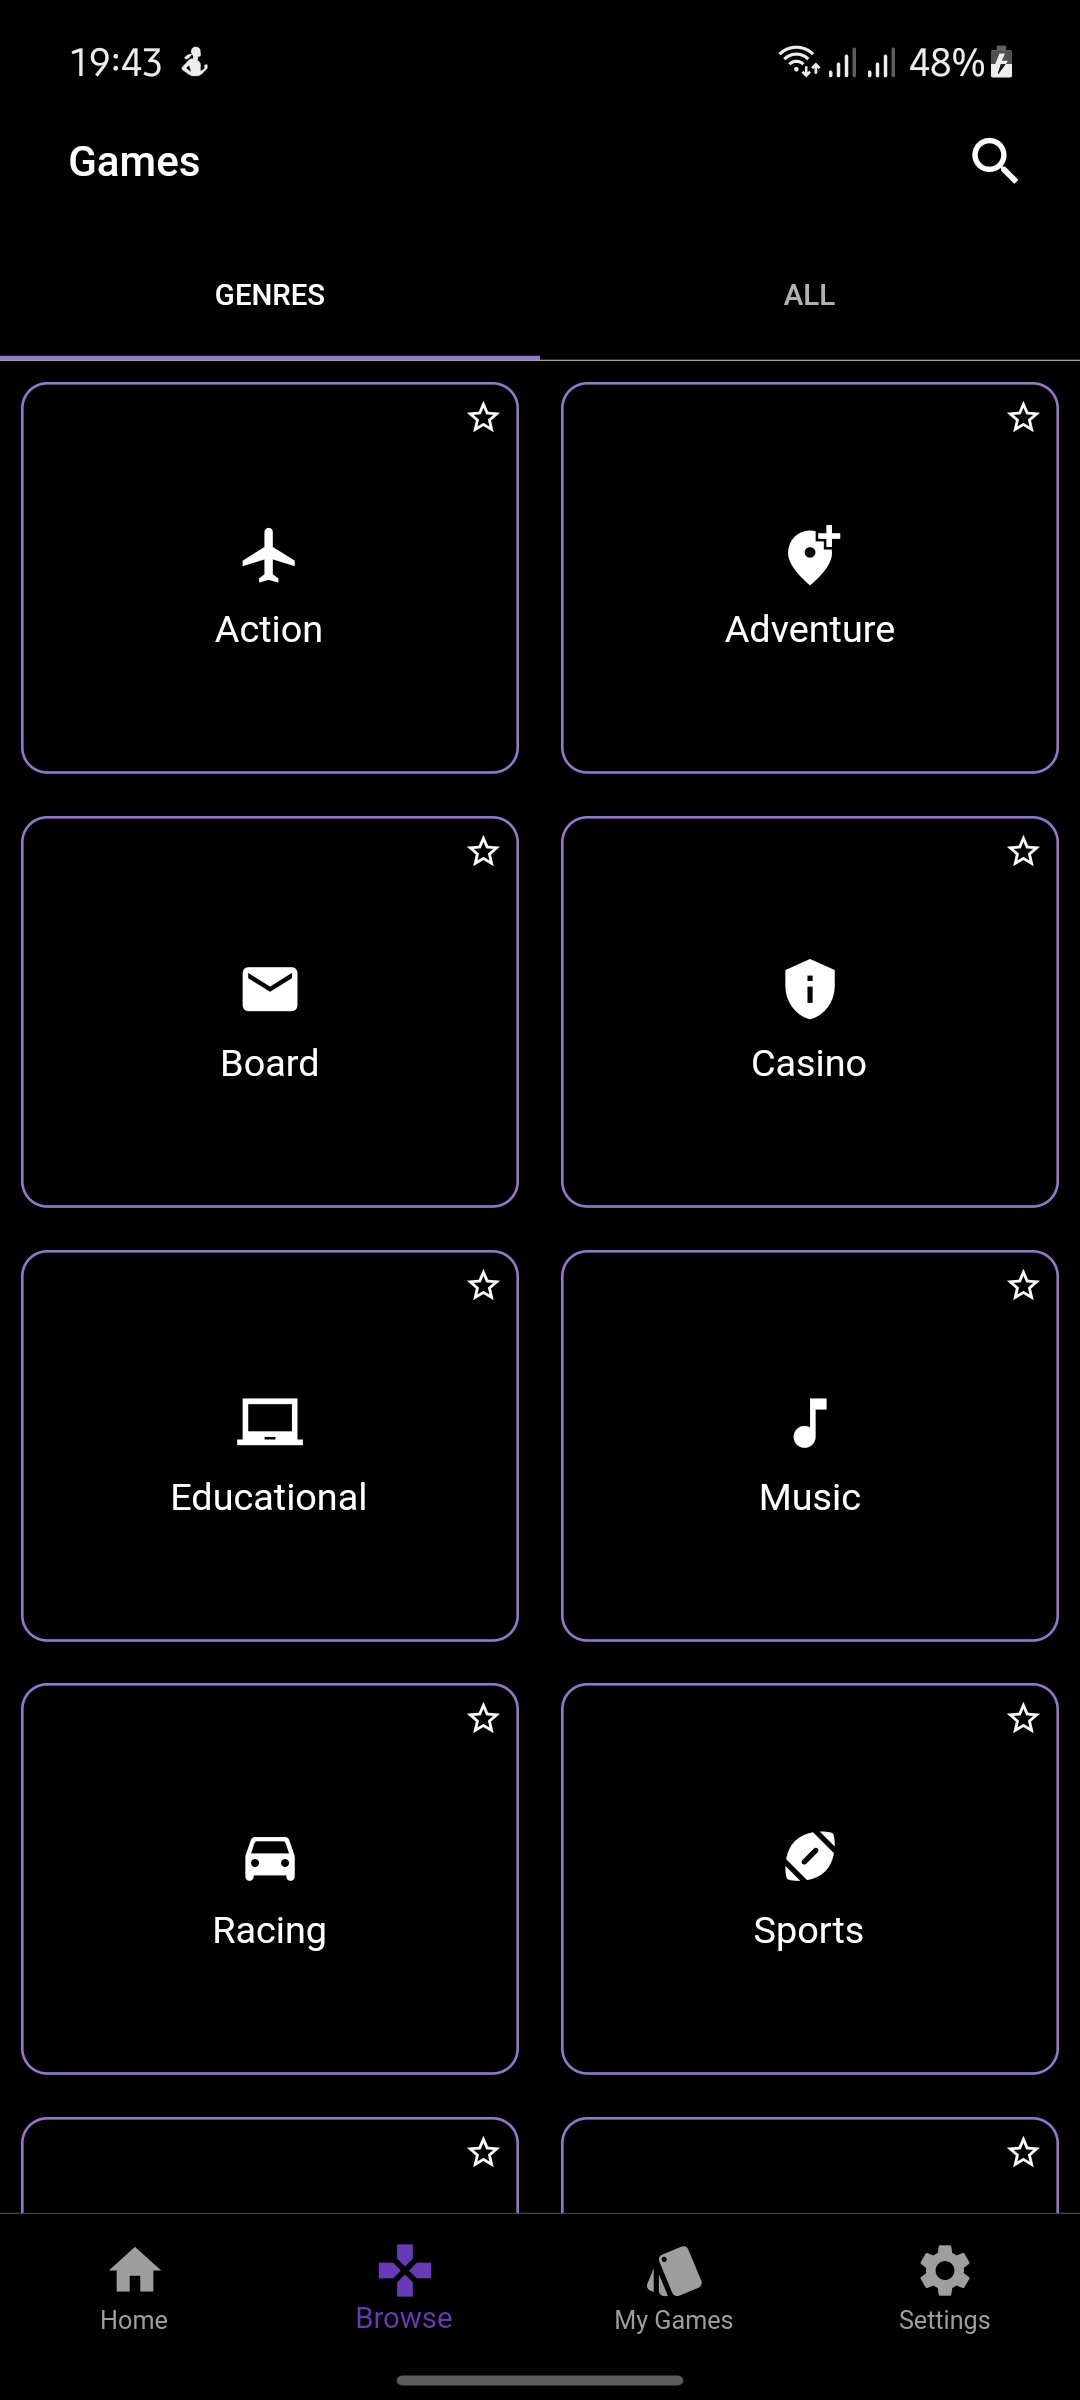 19:43 48%
Games
GENRES ALL
Action Adventure
Board Casino
Educational Music
Racing Sports
Home Browse My Games Settings